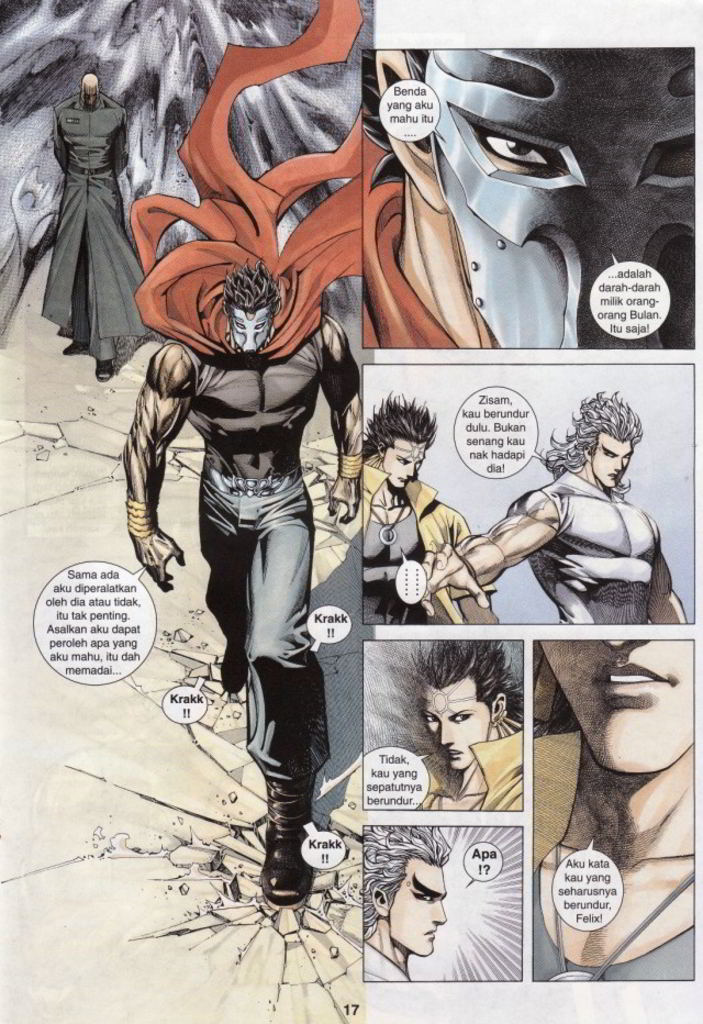 Sama ada
aku diperalatkan
oleh dia atau tidak,
itu tak penting.
Asalkan aku dapat
peroleh apa yang
aku mahu, itu dah
memadai...
Krakk
!!
Krakk
!!
Krakk
!!
Benda
yang aku
mahu itu
....
...adalah
darah-darah
milik orang-
orang Bulan.
Itu saja!
Zisam,
kau berundur
dulu. Bukan
senang kau
nak hadapi
dia!
Tidak,
kau yang
sepatutnya
berundur...
Apa
!?
Aku kata
kau yang
seharusnya
berundur,
Felix!
17